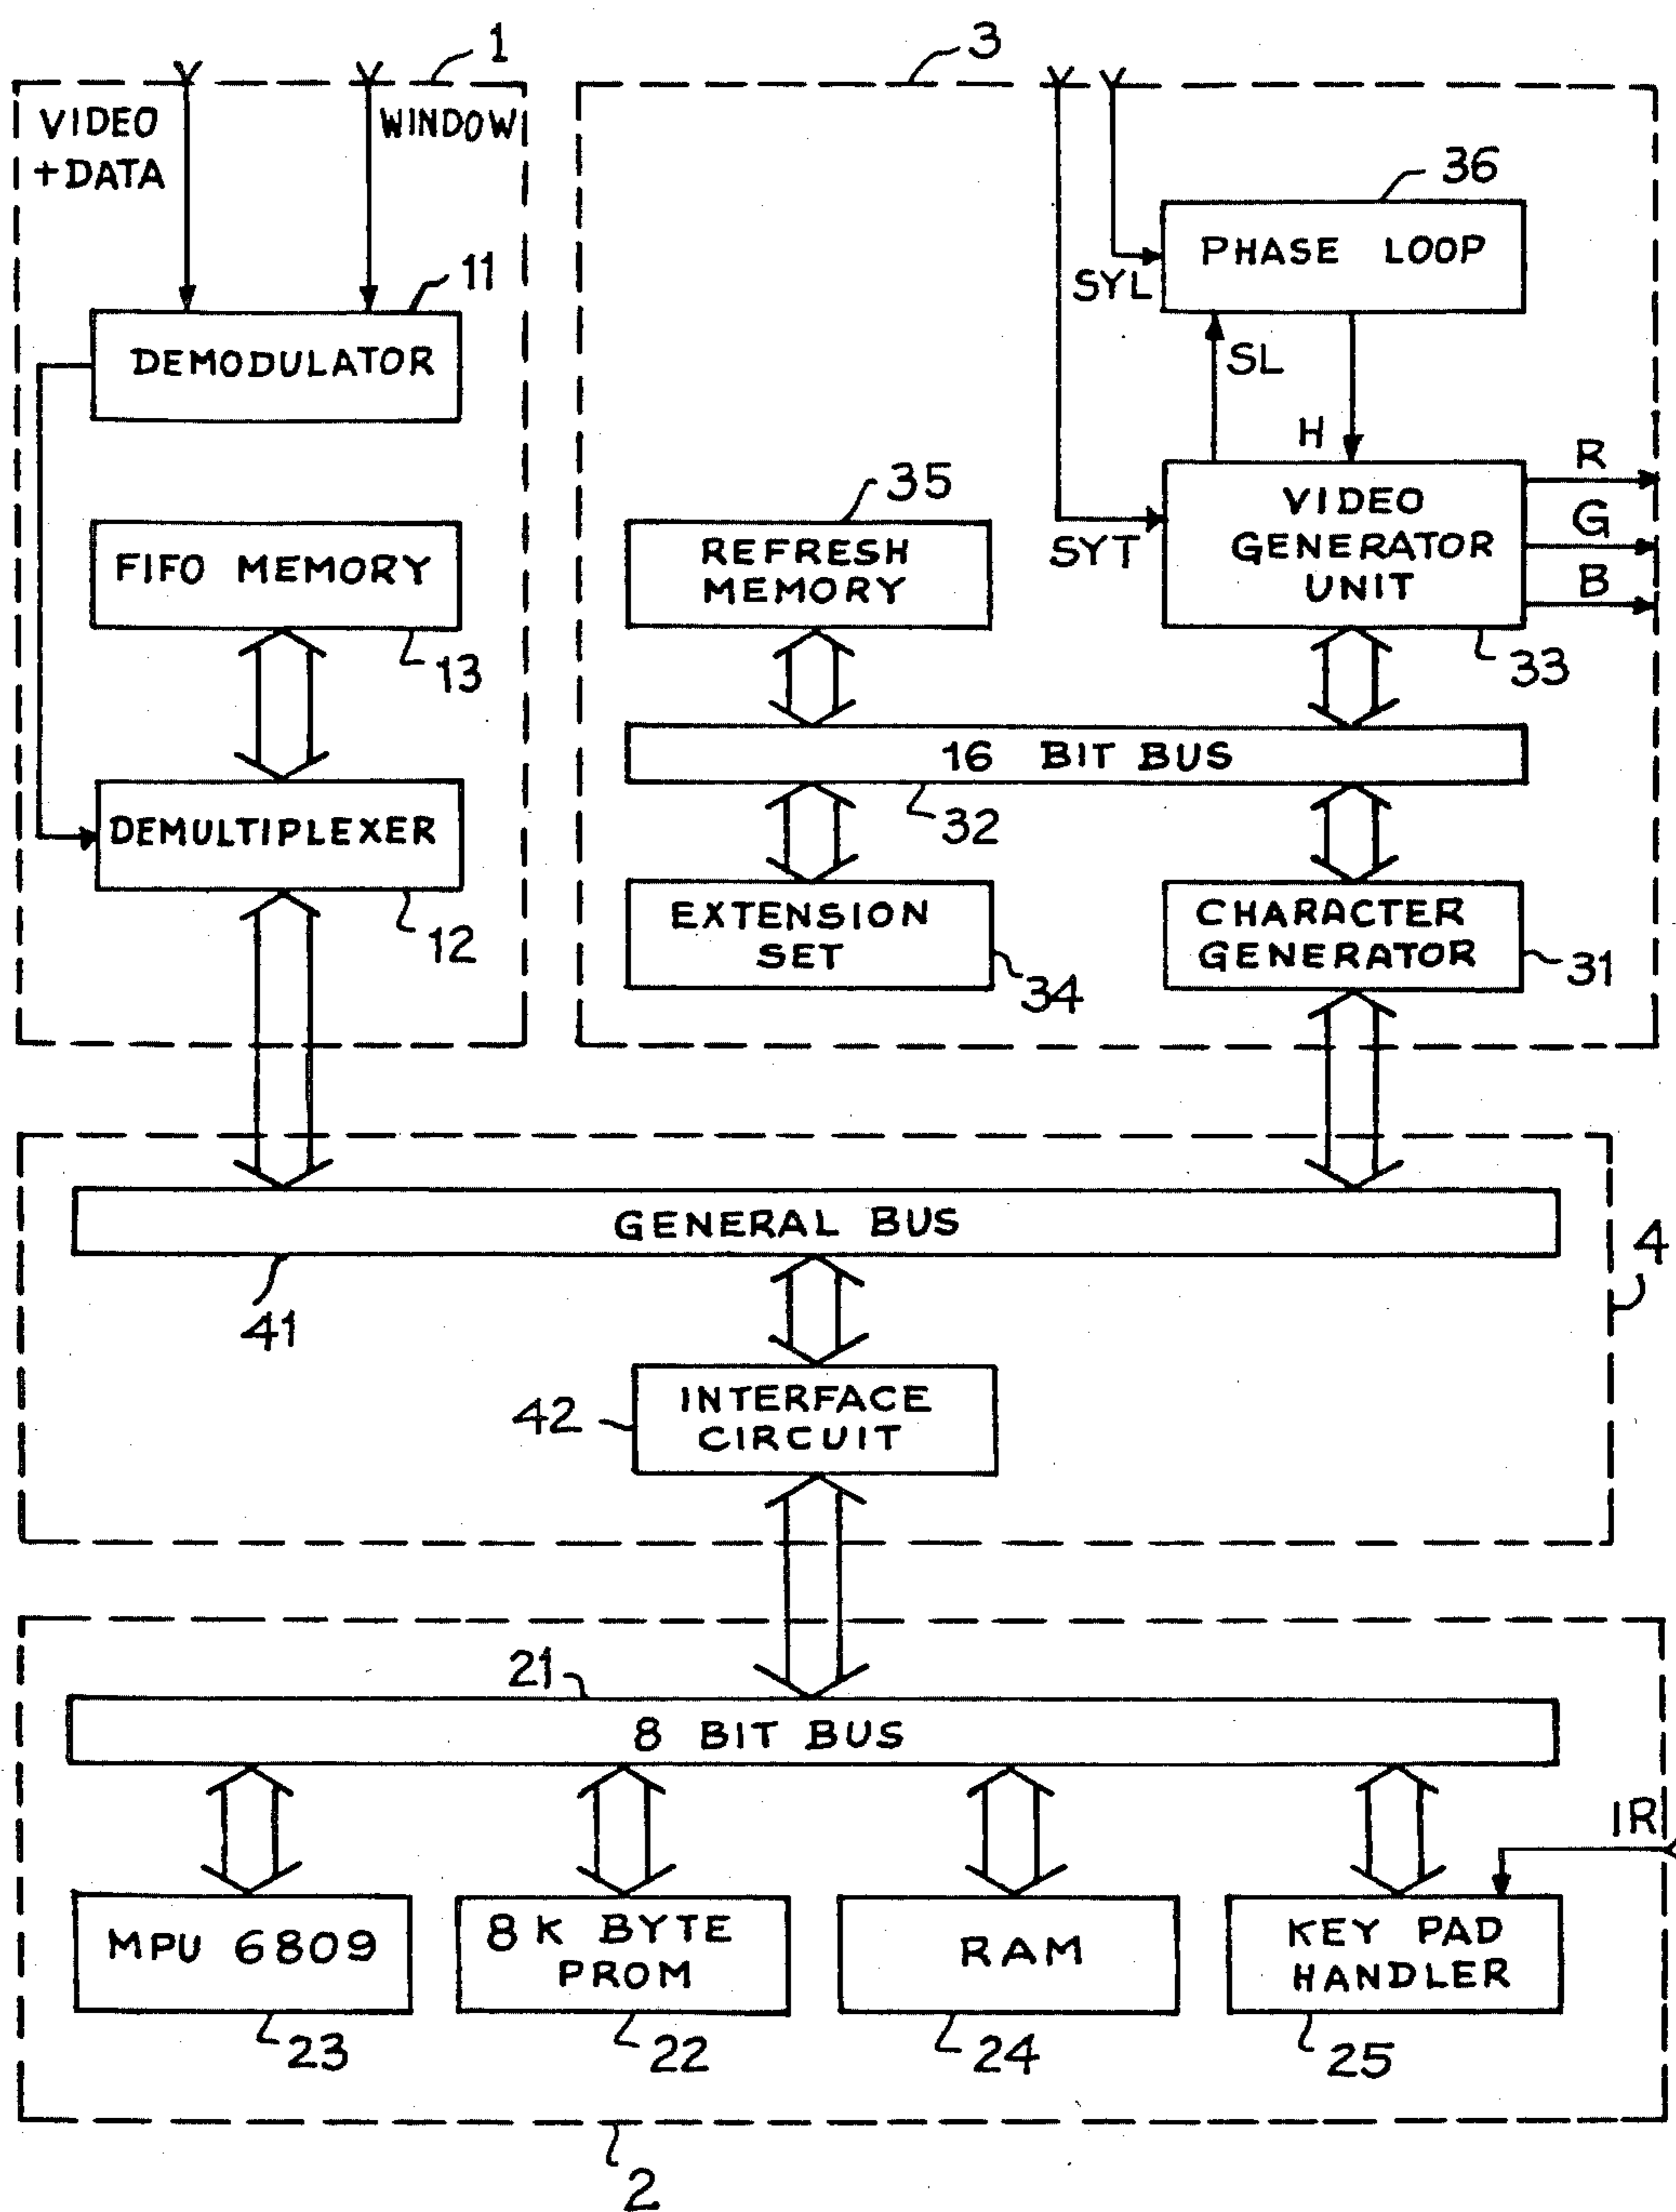 1
3
VIDEO
+DATA
WINDOW
36
PHASE LOOP
SYL
11
DEMODULATOR
SL
H
R
G
B
35
VIDEO
GENERATOR
UNIT
SYT
33
FIFO MEMORY
13
REFRESH
MEMORY
16 BIT BUS
32
DEMULTIPLEXER
12
EXTENSION
SET
34
CHARACTER
GENERATOR
31
GENERAL BUS
41
4
INTERFACE
CIRCUIT
42
21
8 BIT BUS
IR
MPU 6809
23
8K BYTE
PROM
22
RAM
24
KEY PAD
HANDLER
25
2